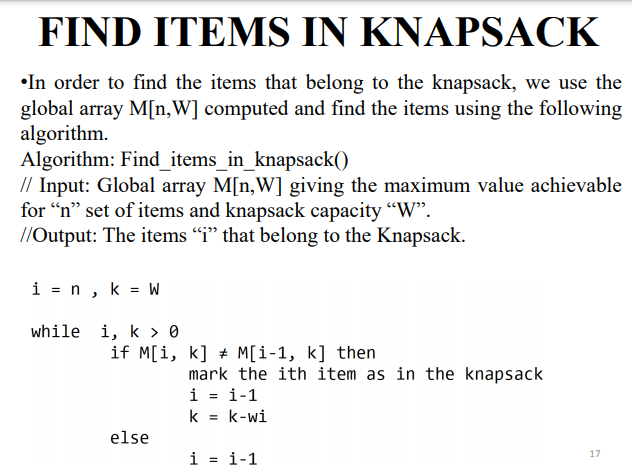 FIND ITEMS IN KNAPSACK
•In order to find the items that belong to the knapsack, we use the
global array M[n,W] computed and find the items using the following
algorithm.
Algorithm: Find_items_in_knapsack()
// Input: Global array M[n,W] giving the maximum value achievable
for “n” set of items and knapsack capacity “W”.
//Output: The items “i” that belong to the Knapsack.
i = n , k = W
while i, k > 0
if M[i, k] ≠ M[i-1, k] then
mark the ith item as in the knapsack
i = i-1
k = k-wi
else
i = i-1
17